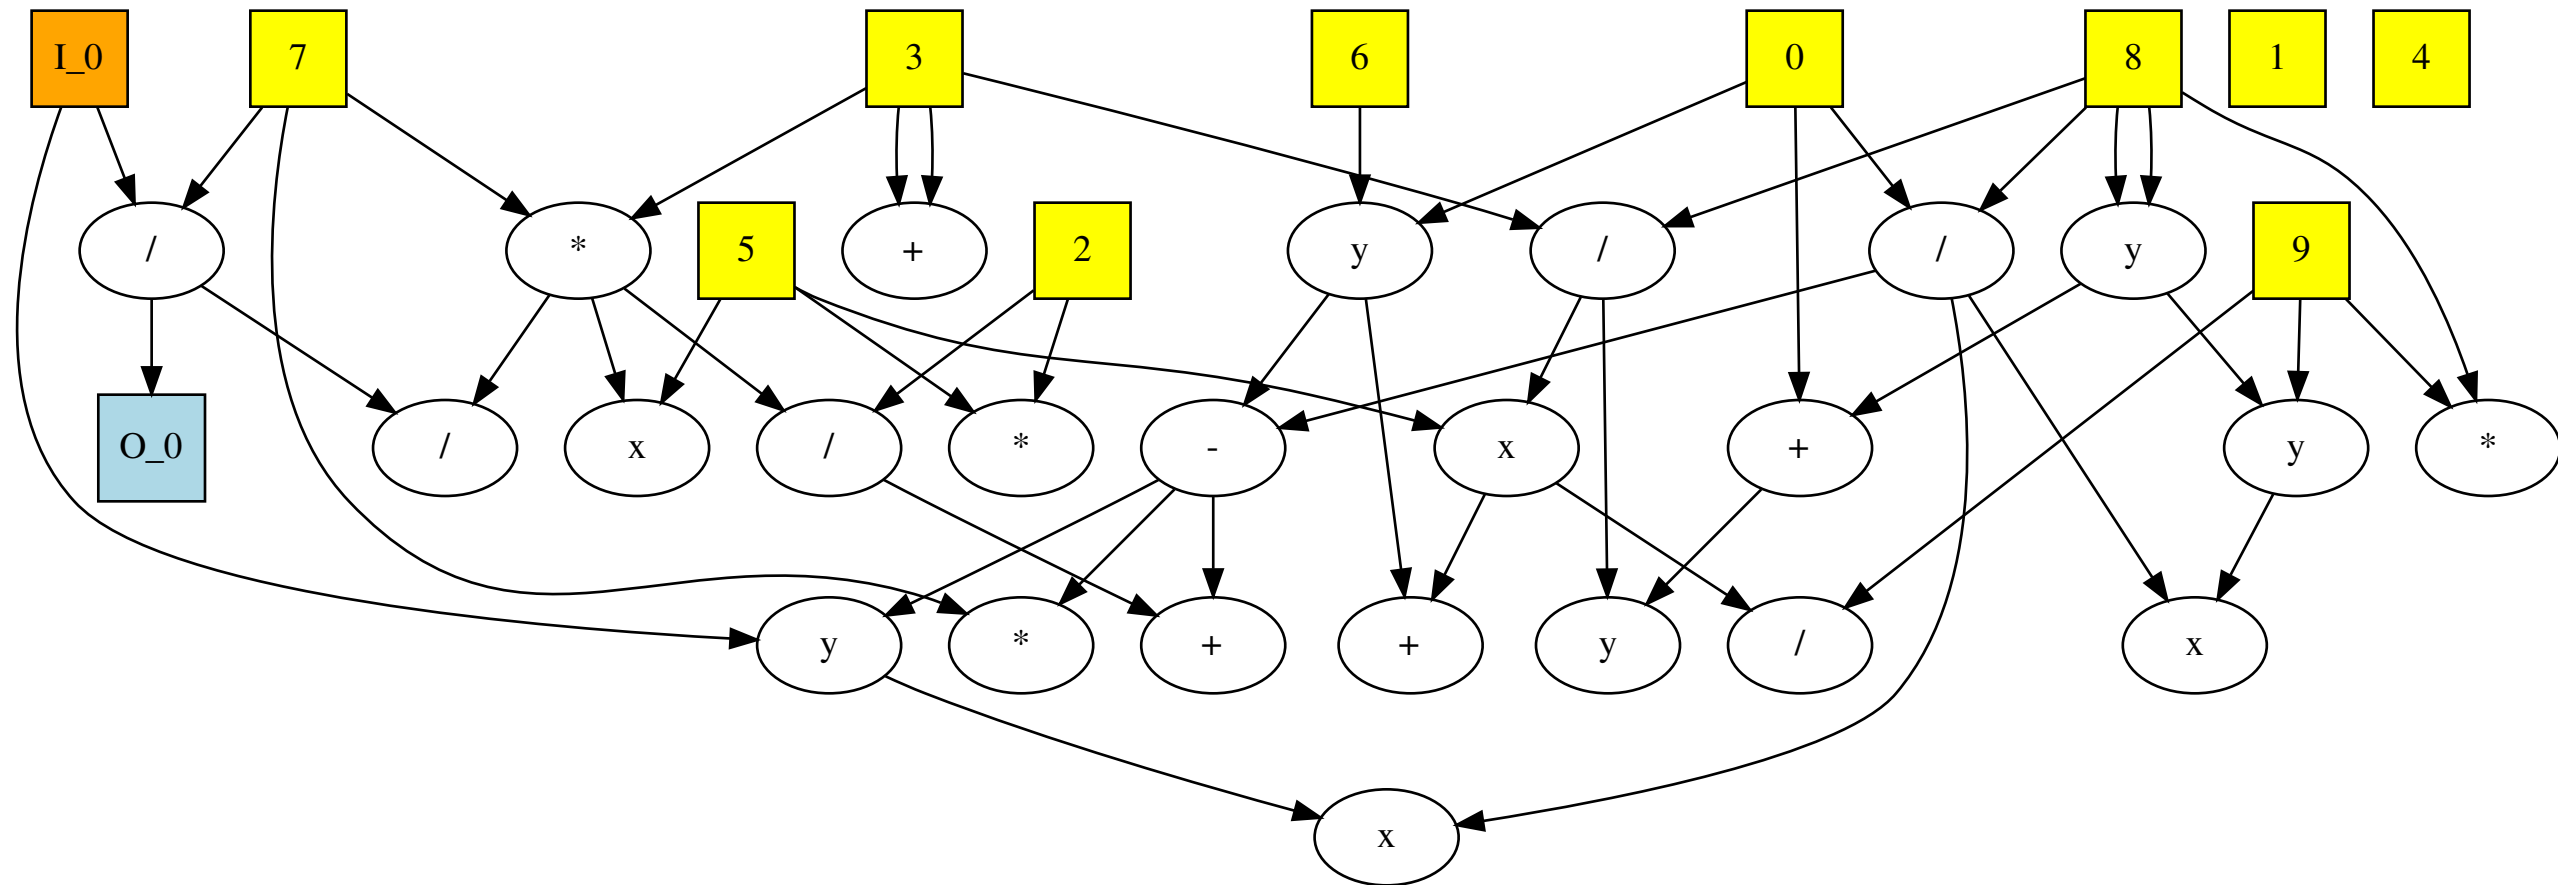 I_0 7 3 6 0 8 1 4
/ * 5 + 2 y / / y 9
O_0 / x / * - x + y *
y * + + y / x
x